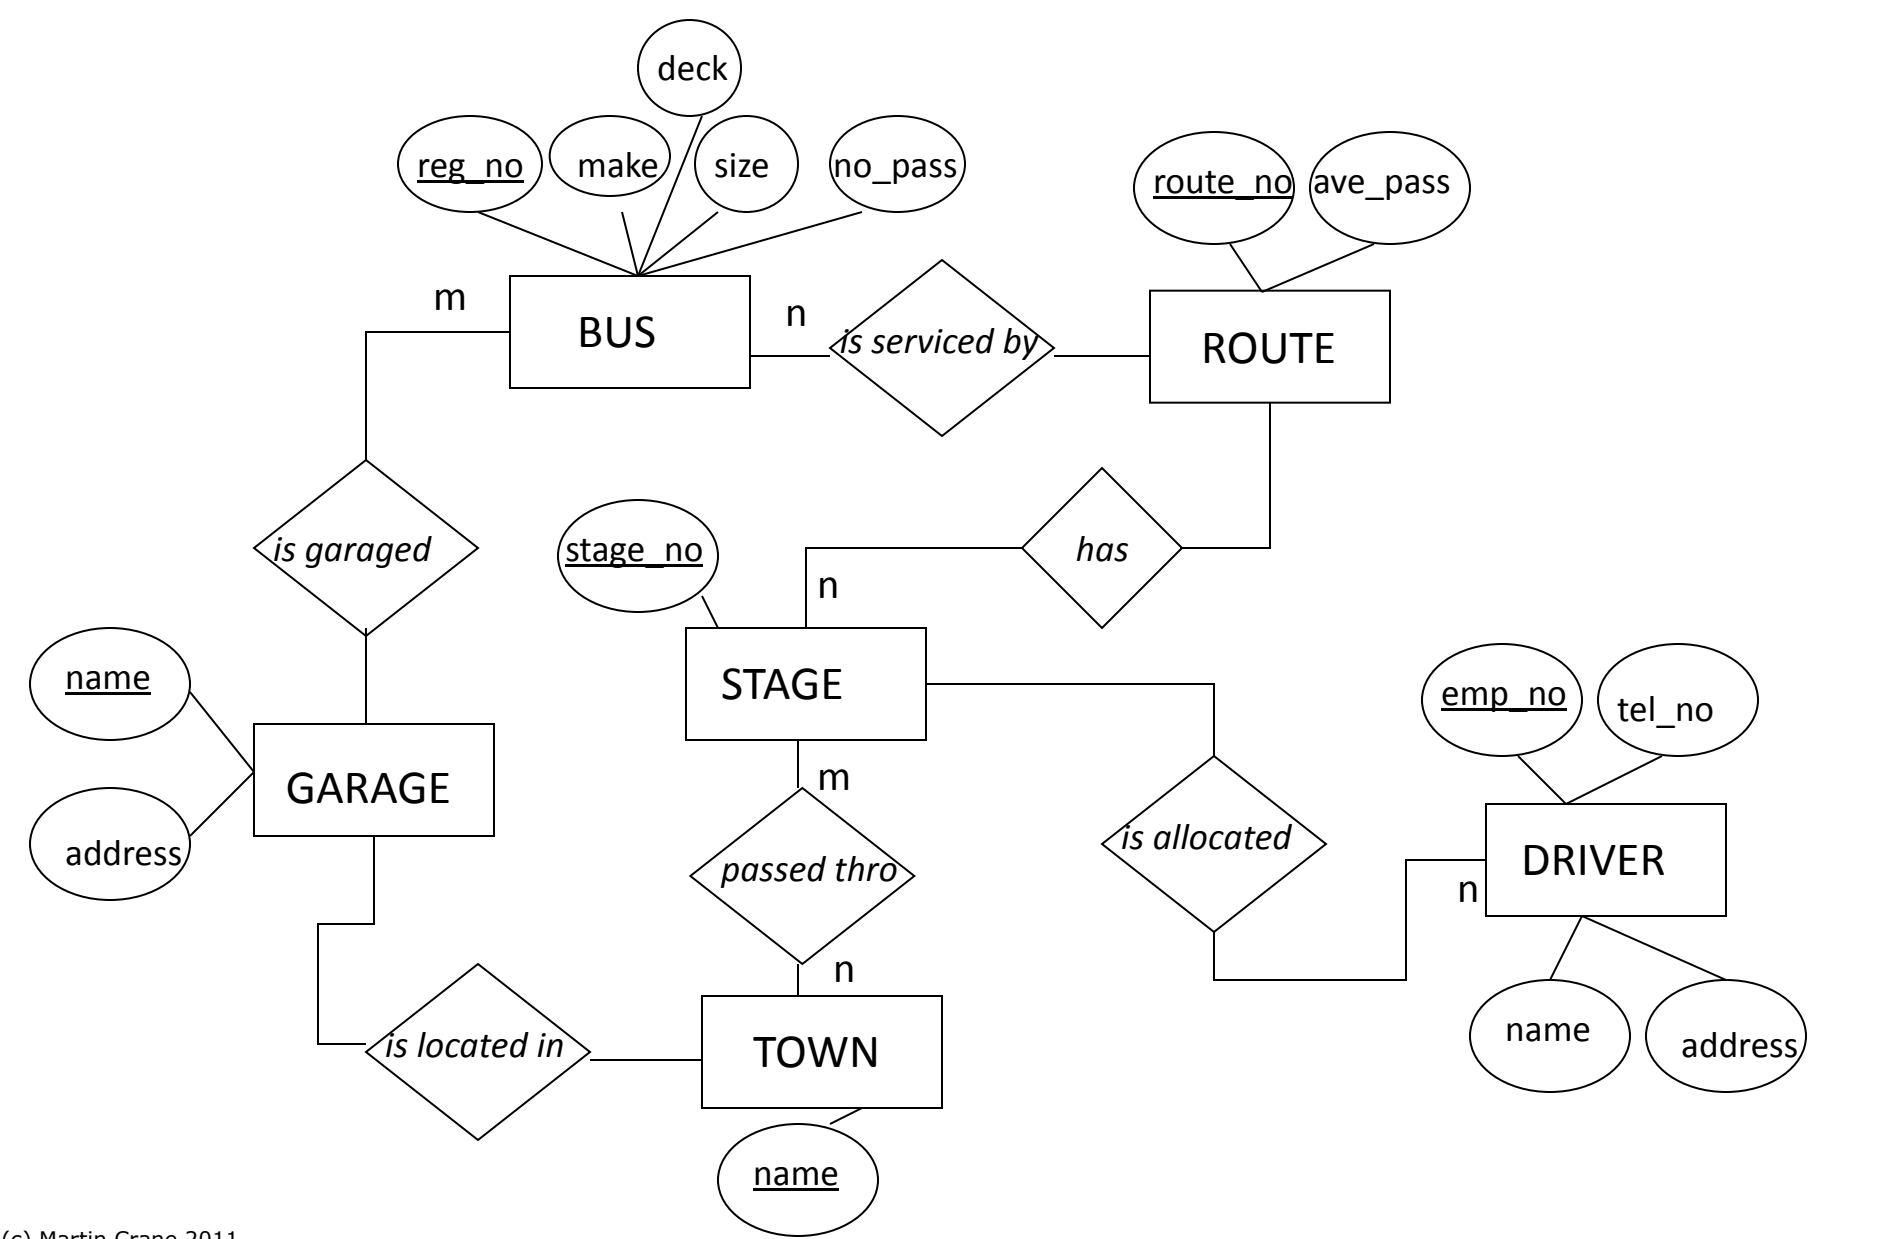 deck
reg_no
make
size
no_pass
route_no
ave_pass
m
BUS
n
is serviced by
ROUTE
is garaged
stage_no
has
n
name
STAGE
emp_no
tel_no
GARAGE
address
m
passed thro
is allocated
DRIVER
n
n
is located in
TOWN
name
address
name
(c) Martin Crane 2011